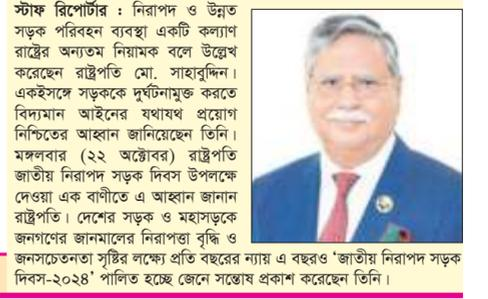 স্টাফ রিপোর্টার : নিরাপদ ও উন্নত
সড়ক পরিবহন ব্যবস্থা একটি কল্যাণ
রাষ্ট্রের অন্যতম নিয়ামক বলে উল্লেখ
করেছেন রাষ্ট্রপতি মো. সাহাবুদ্দিন।
একইসঙ্গে সড়ককে দুর্ঘটনামুক্ত করতে
বিদ্যমান আইনের যথাযথ প্রয়োগ
নিশ্চিতের আহ্বান জানিয়েছেন তিনি।
মঙ্গলবার (২২ অক্টোবর) রাষ্ট্রপতি
জাতীয় নিরাপদ সড়ক দিবস উপলক্ষে
দেওয়া এক বাণীতে এ আহ্বান জানান
রাষ্ট্রপতি। দেশের সড়ক ও মহাসড়কে
জনগণের জানমালের নিরাপত্তা বৃদ্ধি ও
জনসচেতনতা সৃষ্টির লক্ষ্যে প্রতি বছরের ন্যায় এ বছরও ‘জাতীয় নিরাপদ সড়ক
দিবস-২০২৪’ পালিত হচ্ছে জেনে সন্তোষ প্রকাশ করেছেন তিনি।